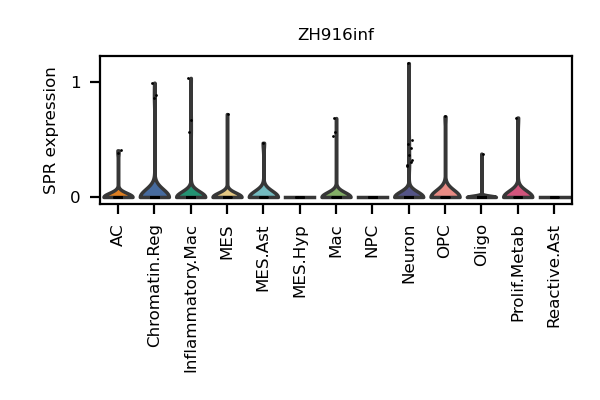 ZH916inf
SPR expression
1
0
AC
Chromatin.Reg
Inflammatory.Mac
MES
MES.Ast
MES.Hyp
Mac
NPC
Neuron
OPC
Oligo
Prolif.Metab
Reactive.Ast